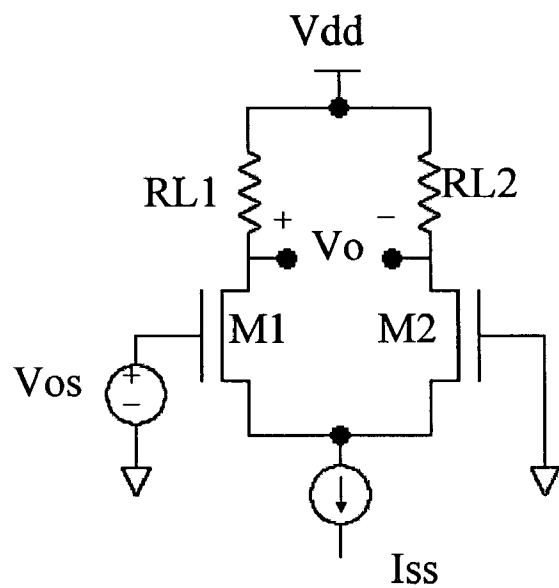 Vdd
RL1
RL2
+
−
Vo
M1
M2
Vos
+
−
Iss